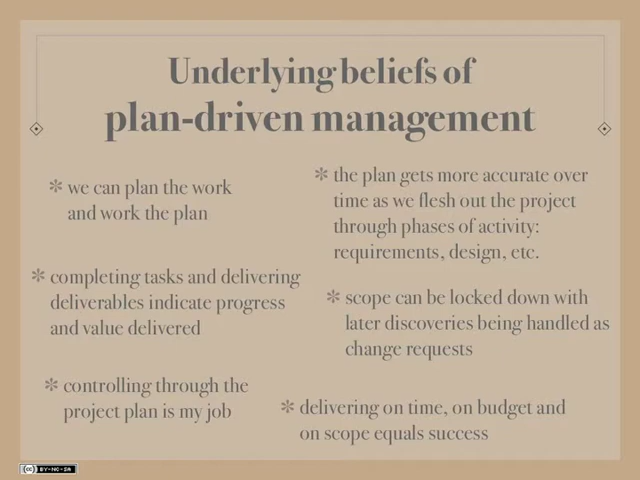 Underlying beliefs of
plan-driven management
✻ we can plan the work
and work the plan
✻ completing tasks and delivering
deliverables indicate progress
and value delivered
✻ controlling through the
project plan is my job
✻ the plan gets more accurate over
time as we flesh out the project
through phases of activity:
requirements, design, etc.
✻ scope can be locked down with
later discoveries being handled as
change requests
✻ delivering on time, on budget and
on scope equals success
(cc) BY-NC-SA